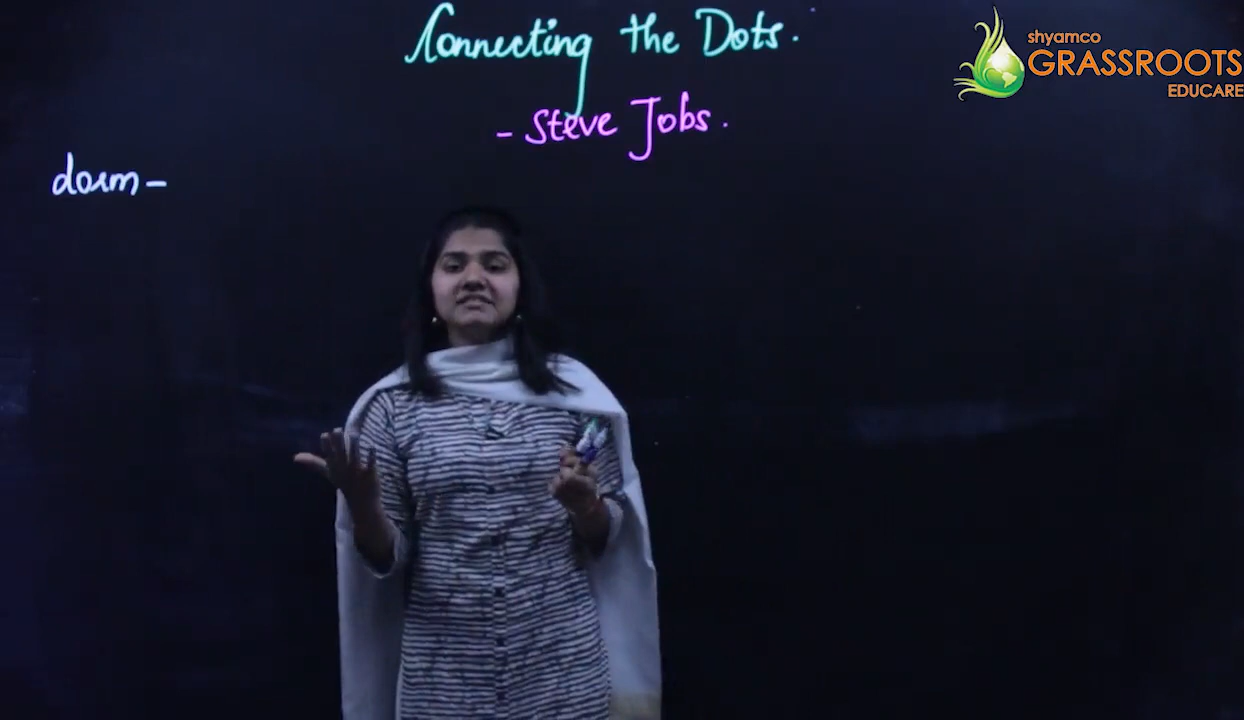 Connecting the Dots.
- Steve Jobs.
dorm -
shyamco
GRASSROOTS
EDUCARE